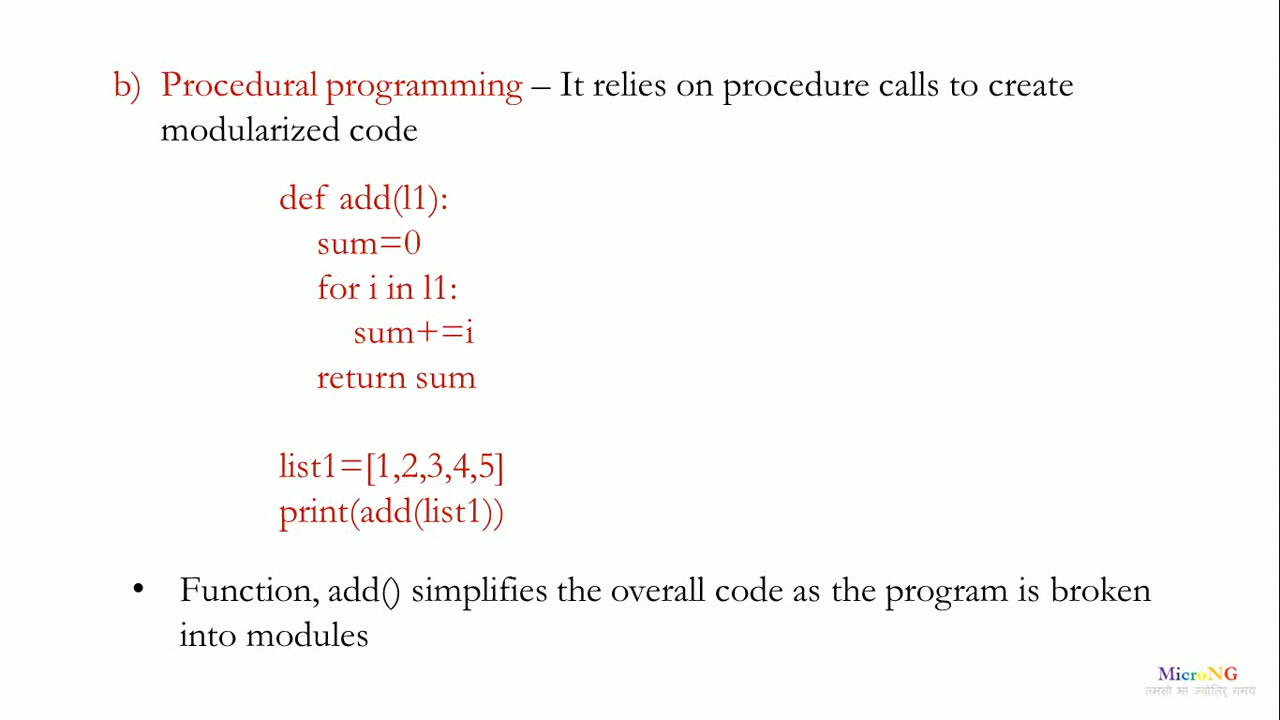 b) Procedural programming – It relies on procedure calls to create
modularized code
def add(l1):
sum=0
for i in l1:
sum+=i
return sum
list1=[1,2,3,4,5]
print(add(list1))
• Function, add() simplifies the overall code as the program is broken
into modules
MicroNG
तमसो मा ज्योतिर् गमय